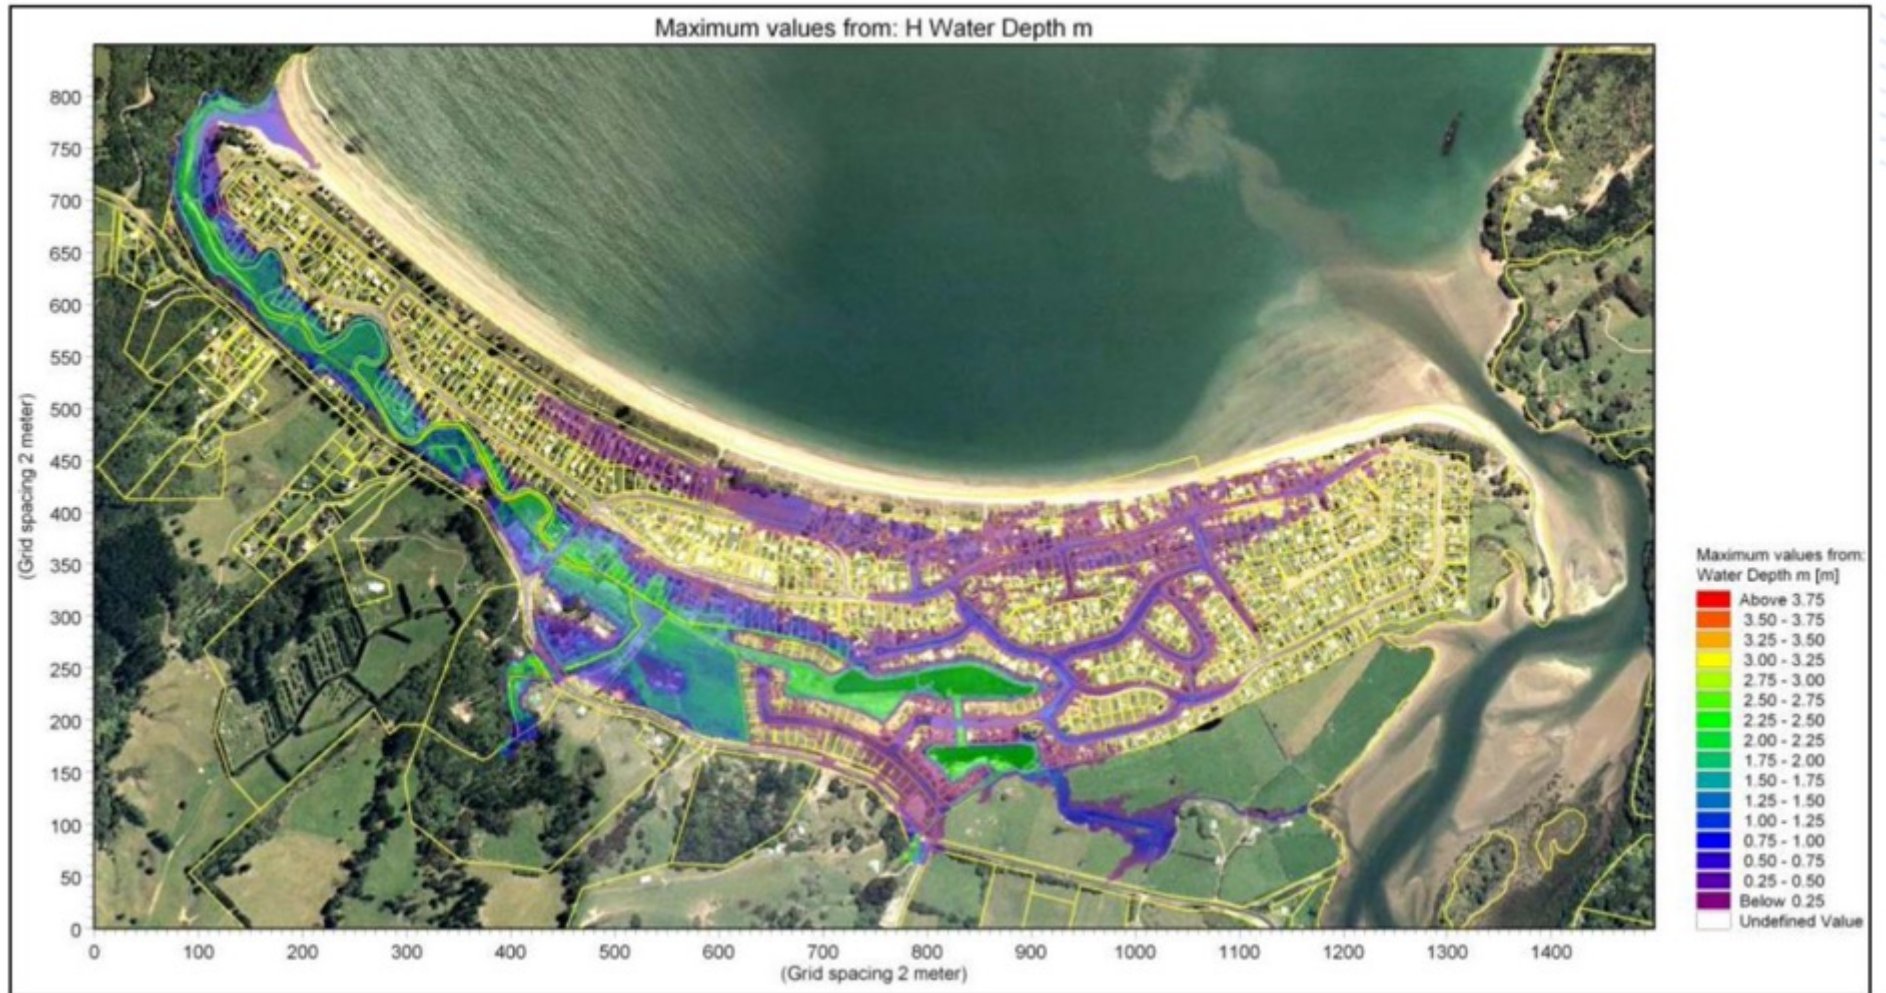 Maximum values from: H Water Depth m
800
750
700
650
600
550
500
450
400
350
300
250
200
150
100
50
0
(Grid spacing 2 meter)
0 100 200 300 400 500 600 700 800 900 1000 1100 1200 1300 1400
(Grid spacing 2 meter)
Maximum values from:
Water Depth m [m]
Above 3.75
3.50 - 3.75
3.25 - 3.50
3.00 - 3.25
2.75 - 3.00
2.50 - 2.75
2.25 - 2.50
2.00 - 2.25
1.75 - 2.00
1.50 - 1.75
1.25 - 1.50
1.00 - 1.25
0.75 - 1.00
0.50 - 0.75
0.25 - 0.50
Below 0.25
Undefined Value